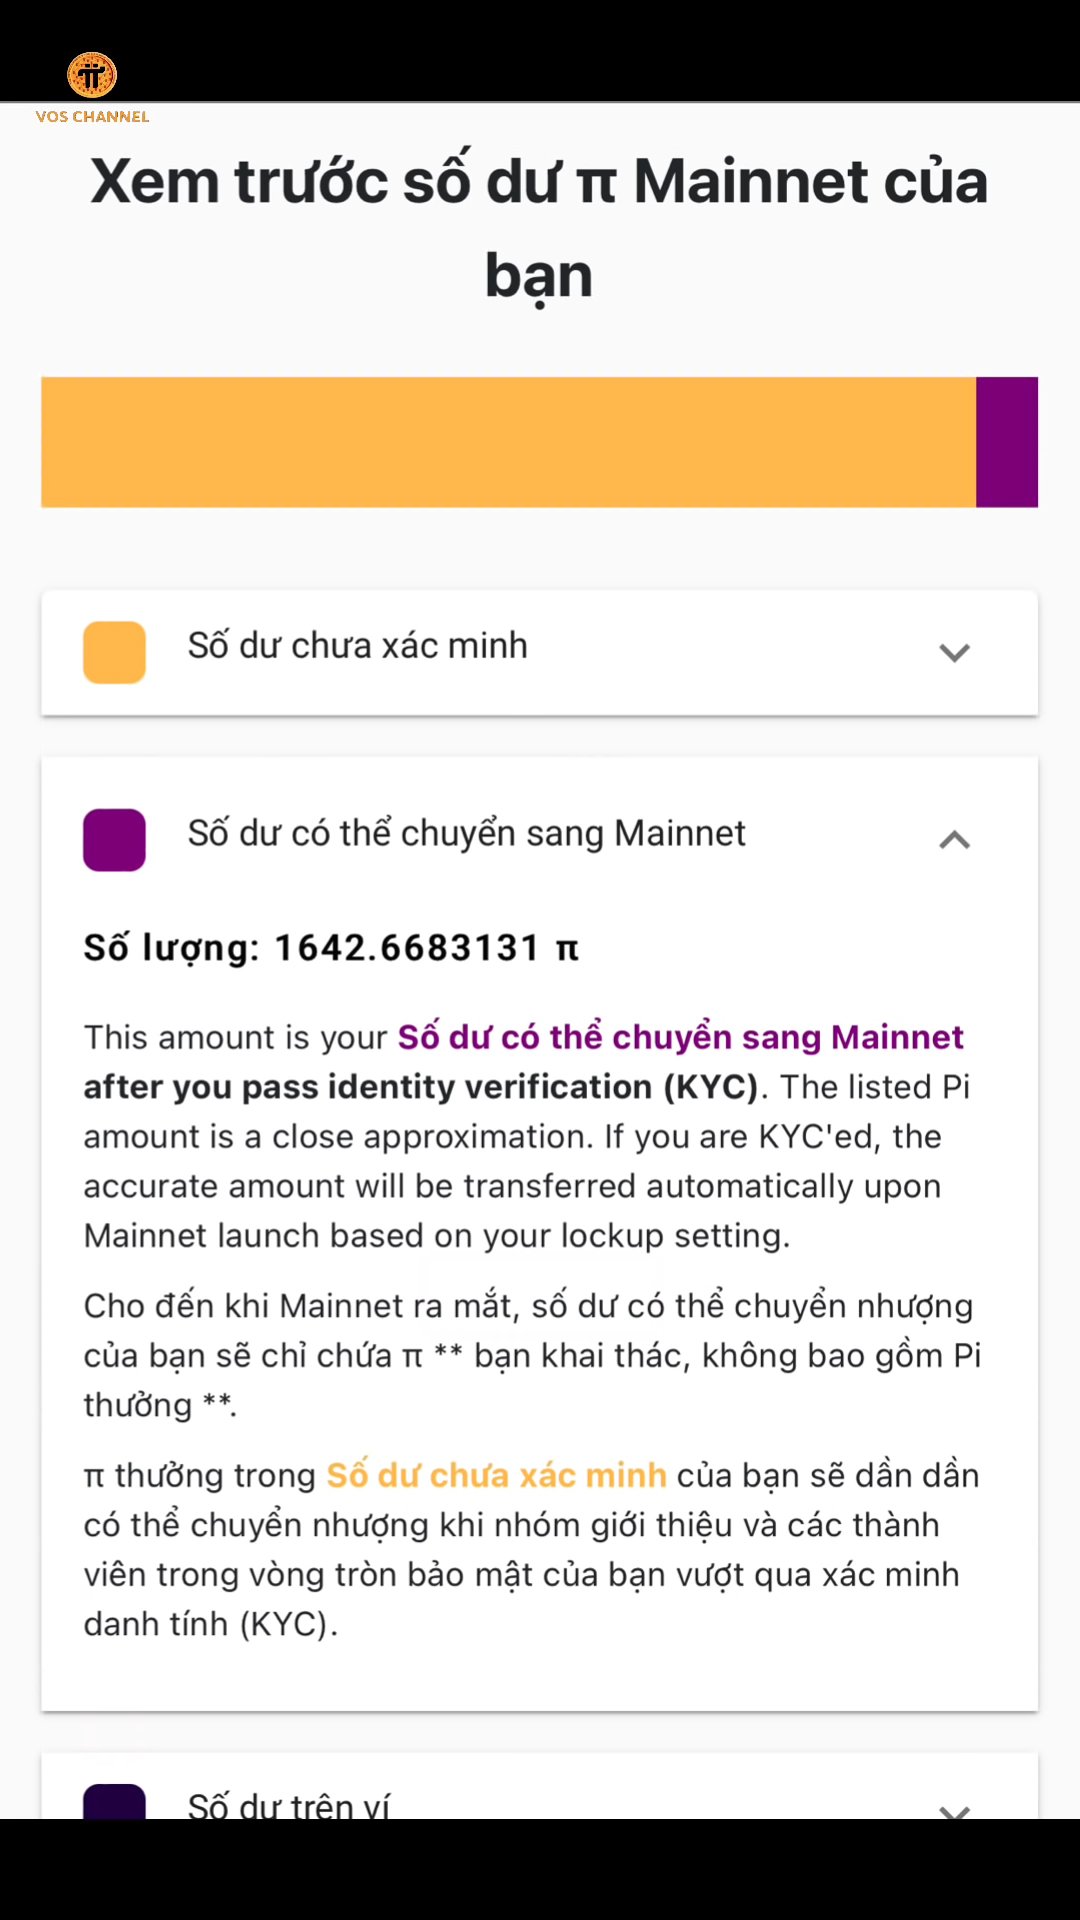 VOS CHANNEL
Xem trước số dư π Mainnet của
bạn
Số dư chưa xác minh
Số dư có thể chuyển sang Mainnet
Số lượng: 1642.6683131 π
This amount is your Số dư có thể chuyển sang Mainnet
after you pass identity verification (KYC). The listed Pi
amount is a close approximation. If you are KYC'ed, the
accurate amount will be transferred automatically upon
Mainnet launch based on your lockup setting.
Cho đến khi Mainnet ra mắt, số dư có thể chuyển nhượng
của bạn sẽ chỉ chứa π ** bạn khai thác, không bao gồm Pi
thưởng **.
π thưởng trong Số dư chưa xác minh của bạn sẽ dần dần
có thể chuyển nhượng khi nhóm giới thiệu và các thành
viên trong vòng tròn bảo mật của bạn vượt qua xác minh
danh tính (KYC).
Số dư trên ví